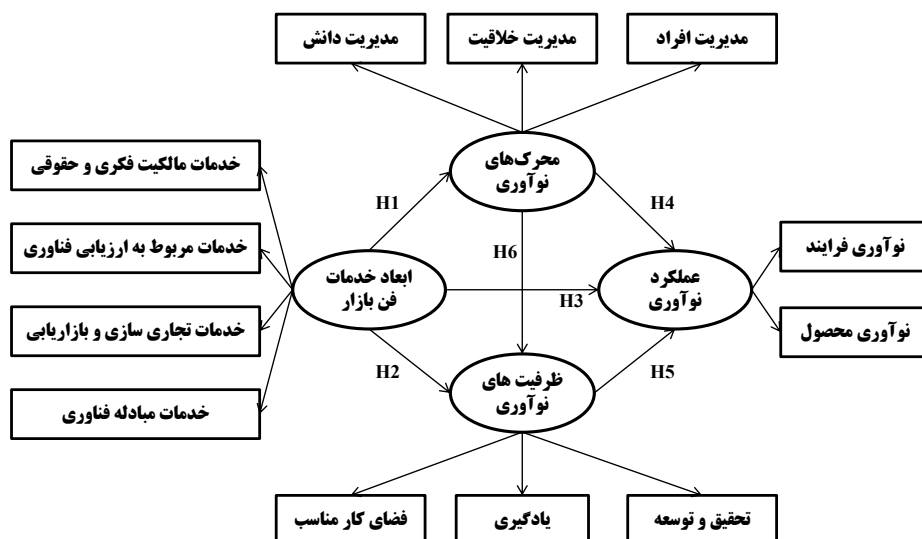 مدیریت افراد
مدیریت خلاقیت
مدیریت دانش
محرک‌های
نوآوری
خدمات مالکیت فکری و حقوقی
H1
H4
خدمات مربوط به ارزیابی فناوری
نوآوری فرایند
H6
ابعاد خدمات
فن بازار
عملکرد
نوآوری
H3
خدمات تجاری سازی و بازاریابی
نوآوری محصول
H2
H5
ظرفیت های
نوآوری
خدمات مبادله فناوری
تحقیق و توسعه
یادگیری
فضای کار مناسب